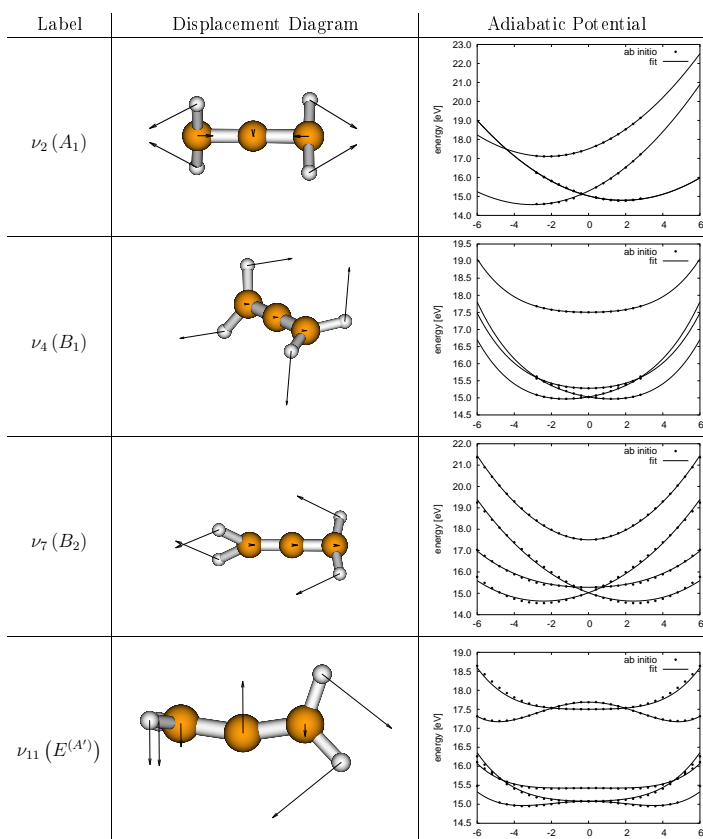 Label Displacement Diagram Adiabatic Potential
ν₂ (A₁)
energy [eV]
ab initio
fit
23.0
22.0
21.0
20.0
19.0
18.0
17.0
16.0
15.0
14.0
-6 -4 -2 0 2 4 6
ν₄ (B₁)
energy [eV]
ab initio
fit
19.5
19.0
18.5
18.0
17.5
17.0
16.5
16.0
15.5
15.0
14.5
-6 -4 -2 0 2 4 6
ν₇ (B₂)
energy [eV]
ab initio
fit
22.0
21.0
20.0
19.0
18.0
17.0
16.0
15.0
14.0
-6 -4 -2 0 2 4 6
ν₁₁ (E^(A′))
energy [eV]
ab initio
fit
19.0
18.5
18.0
17.5
17.0
16.5
16.0
15.5
15.0
14.5
-6 -4 -2 0 2 4 6